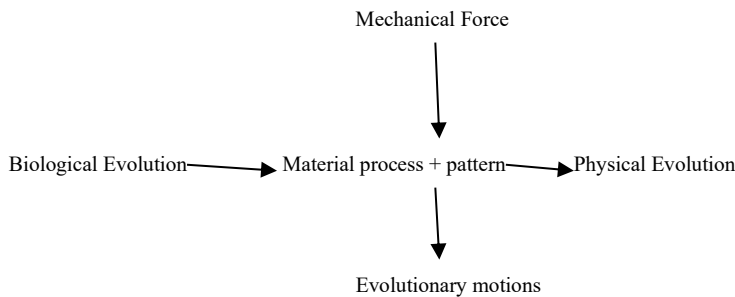 Mechanical Force
Biological Evolution Material process + pattern Physical Evolution
Evolutionary motions